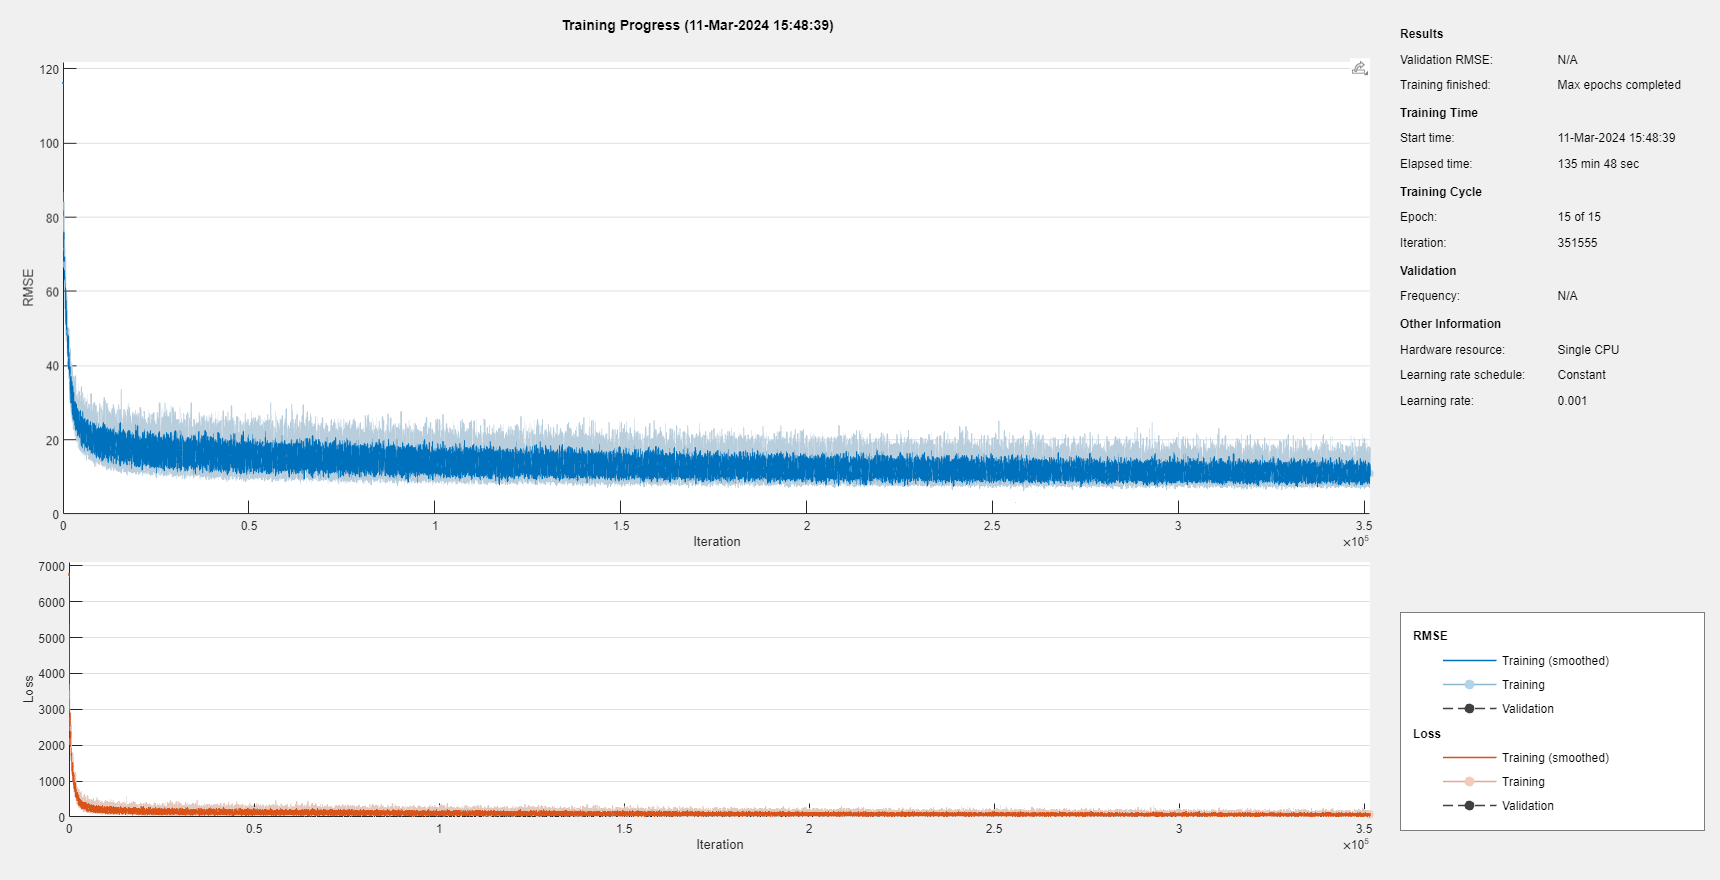 Training Progress (11-Mar-2024 15:48:39)
120
100
80
60
40
20
0
RMSE
0 0.5 1 1.5 2 2.5 3 3.5
Iteration
×10⁵
7000
6000
5000
4000
3000
2000
1000
0
Loss
0 0.5 1 1.5 2 2.5 3 3.5
Iteration
×10⁵
Results
Validation RMSE: N/A
Training finished: Max epochs completed
Training Time
Start time: 11-Mar-2024 15:48:39
Elapsed time: 135 min 48 sec
Training Cycle
Epoch: 15 of 15
Iteration: 351555
Validation
Frequency: N/A
Other Information
Hardware resource: Single CPU
Learning rate schedule: Constant
Learning rate: 0.001
RMSE
Training (smoothed)
Training
Validation
Loss
Training (smoothed)
Training
Validation